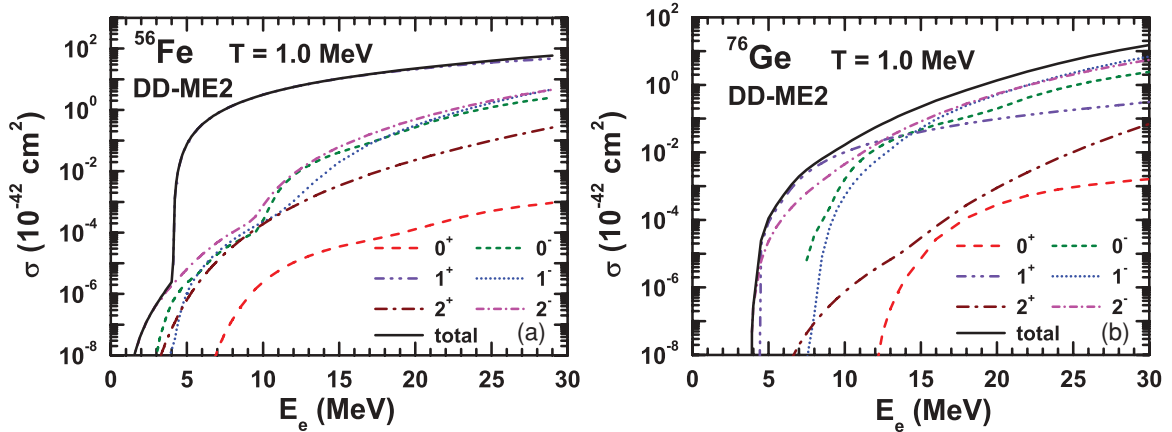 ⁵⁶Fe T = 1.0 MeV
DD-ME2
σ (10⁻⁴² cm²)
10²
10⁰
10⁻²
10⁻⁴
10⁻⁶
10⁻⁸
0⁺ 0⁻
1⁺ 1⁻
2⁺ 2⁻
total (a)
0 5 10 15 20 25 30
Eₑ (MeV)
⁷⁶Ge T = 1.0 MeV
DD-ME2
σ (10⁻⁴² cm²)
10²
10⁰
10⁻²
10⁻⁴
10⁻⁶
10⁻⁸
0⁺ 0⁻
1⁺ 1⁻
2⁺ 2⁻
total (b)
0 5 10 15 20 25 30
Eₑ (MeV)